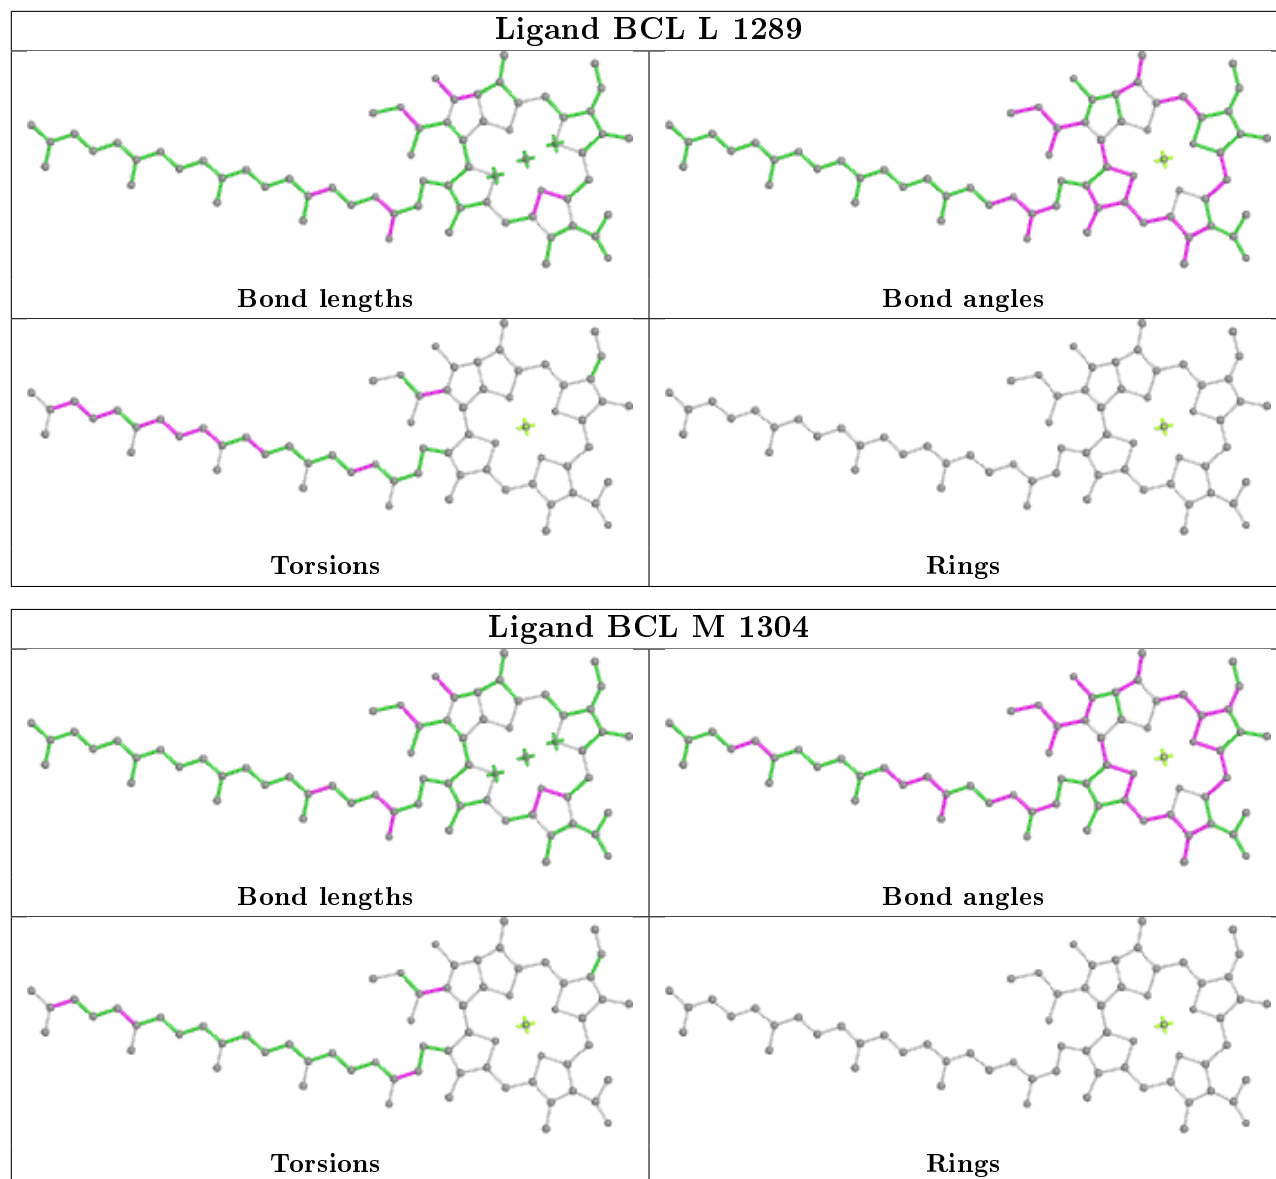 Ligand BCL L 1289
Bond lengths
Bond angles
Torsions
Rings
Ligand BCL M 1304
Bond lengths
Bond angles
Torsions
Rings